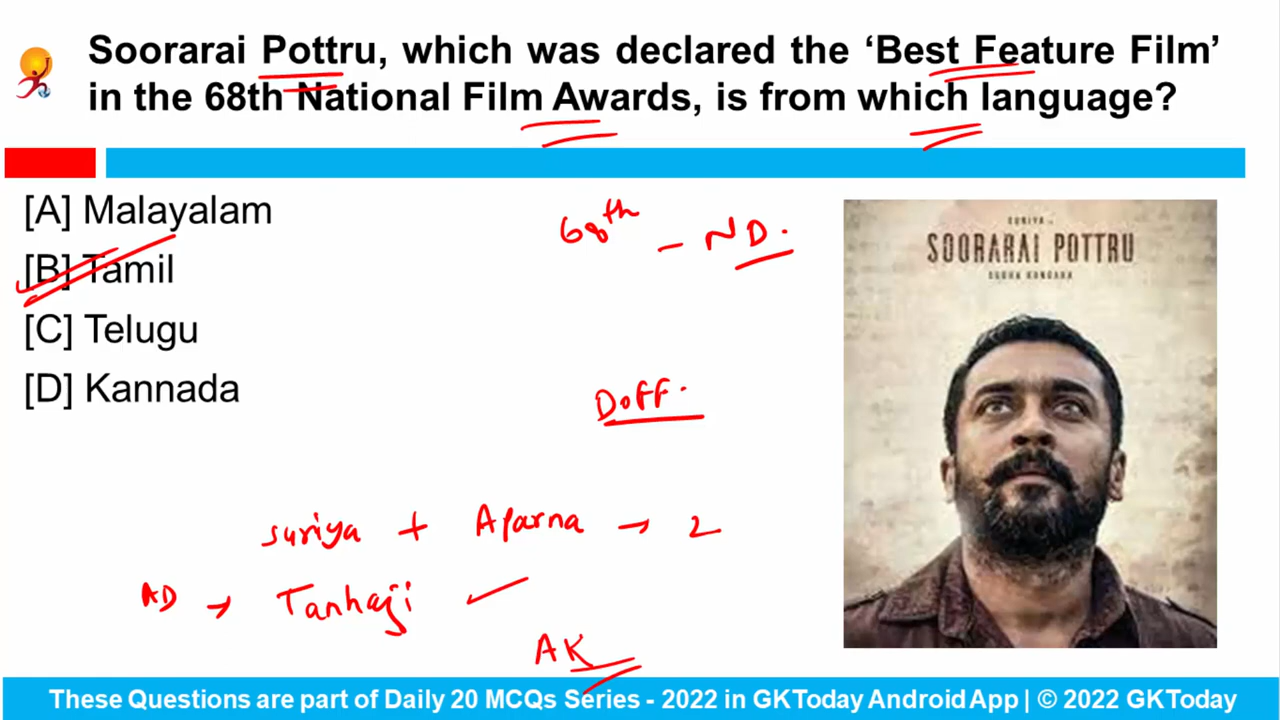 Soorarai Pottru, which was declared the ‘Best Feature Film’
in the 68th National Film Awards, is from which language?
[A] Malayalam
[B] Tamil
[C] Telugu
[D] Kannada
68th – ND.
DoFF.
Suriya + Aparna → 2
AD → Tanhaji ✓
AK
SURIYA in
SOORARAI POTTRU
SUDHA KONGARA
These Questions are part of Daily 20 MCQs Series - 2022 in GKToday Android App | © 2022 GKToday